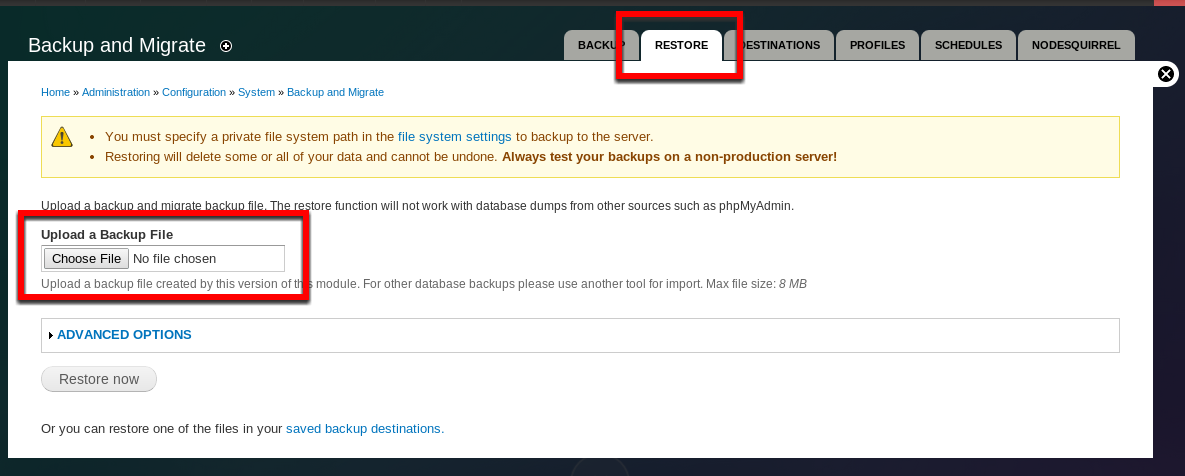 Backup and Migrate
BACKUP RESTORE DESTINATIONS PROFILES SCHEDULES NODESQUIRREL
Home » Administration » Configuration » System » Backup and Migrate
• You must specify a private file system path in the file system settings to backup to the server.
• Restoring will delete some or all of your data and cannot be undone. Always test your backups on a non-production server!
Upload a backup and migrate backup file. The restore function will not work with database dumps from other sources such as phpMyAdmin.
Upload a Backup File
Choose File No file chosen
Upload a backup file created by this version of this module. For other database backups please use another tool for import. Max file size: 8 MB
ADVANCED OPTIONS
Restore now
Or you can restore one of the files in your saved backup destinations.